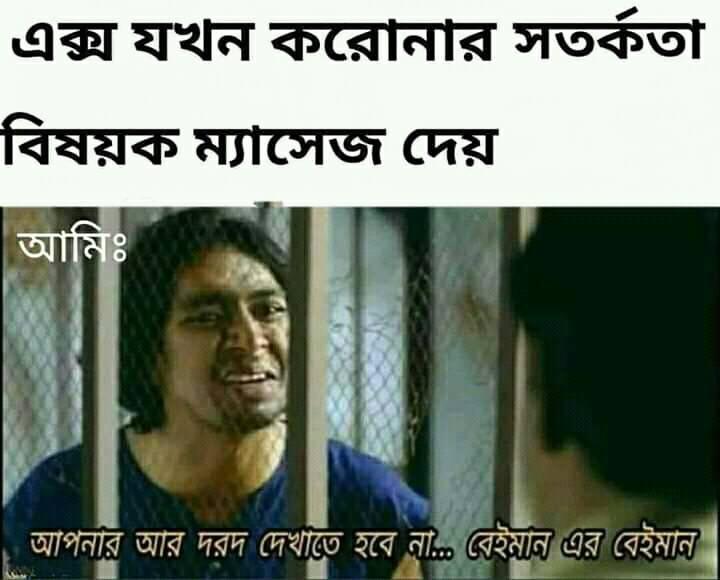 এক্স যখন করোনার সতর্কতা
বিষয়ক ম্যাসেজ দেয়
আমিঃ
আপনার আর দরদ দেখাতে হবে না... বেইমান এর বেইমান